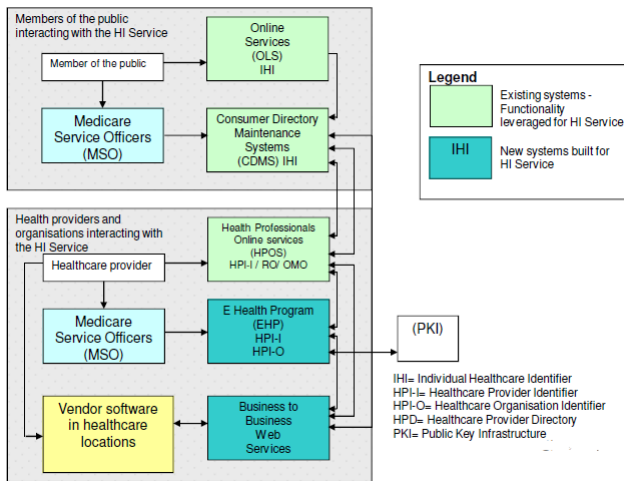 Members of the public
interacting with the HI Service
Member of the public
Online
Services
(OLS)
IHI
Medicare
Service Officers
(MSO)
Consumer Directory
Maintenance
Systems
(CDMS) IHI
Legend
Existing systems -
Functionality
leveraged for HI Service
IHI
New systems built for
HI Service
Health providers and
organisations interacting with
the HI Service
Healthcare provider
Health Professionals
Online services
(HPOS)
HPI-I / RO/ OMO
Medicare
Service Officers
(MSO)
E Health Program
(EHP)
HPI-I
HPI-O
(PKI)
Vendor software
in healthcare
locations
Business to
Business
Web
Services
IHI= Individual Healthcare Identifier
HPI-I= Healthcare Provider Identifier
HPI-O= Healthcare Organisation Identifier
HPD= Healthcare Provider Directory
PKI= Public Key Infrastructure